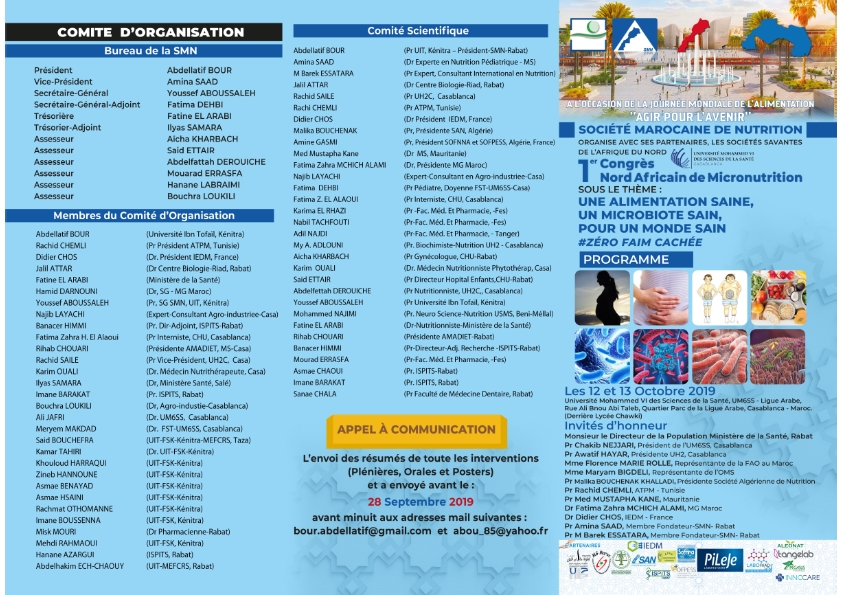 COMITE D'ORGANISATION
Bureau de la SMN
Président Abdellatif BOUR
Vice-Président Amina SAAD
Secrétaire-Général Youssef ABOUSSALEH
Secrétaire-Général-Adjoint Fatima DEHBI
Trésorière Fatine EL ARABI
Trésorier-Adjoint Ilyas SAMARA
Assesseur Aicha KHARBACH
Assesseur Said ETTAIR
Assesseur Abdelfattah DEROUICHE
Assesseur Mouarad ERRASFA
Assesseur Hanane LABRAIMI
Assesseur Bouchra LOUKILI
Membres du Comité d'Organisation
Abdellatif BOUR (Université Ibn Tofail, Kénitra)
Rachid CHEMLI (Pr Président ATPM, Tunisie)
Didier CHOS (Dr. Président IEDM, France)
Jalil ATTAR (Dr Centre Biologie-Riad, Rabat)
Fatine EL ARABI (Ministère de la Santé)
Hamid DARNOUNI (Dr, SG - MG Maroc)
Youssef ABOUSSALEH (Pr, SG SMN, UIT, Kénitra)
Najib LAYACHI (Expert-Consultant Agro-industriee-Casa)
Banacer HIMMI (Pr. Dir-Adjoint, ISPITS-Rabat)
Fatima Zahra H. El Alaoui (Pr Interniste, CHU, Casablanca)
Rihab CHOUARI (Présidente AMADIET, MS-Casa)
Rachid SAILE (Pr Vice-Président, UH2C, Casa)
Karim OUALI (Dr. Médecin Nutrithérapeute, Casa)
Ilyas SAMARA (Dr, Ministère Santé, Salé)
Imane BARAKAT (Pr. ISPITS, Rabat)
Bouchra LOUKILI (Dr, Agro-industie-Casablanca)
Ali JAFRI (Dr. UM6SS, Casablanca)
Meryem MAKDAD (Dr. FST-UM6SS, Casablanca)
Said BOUCHEFRA (UIT-FSK-Kénitra-MEFCRS, Taza)
Kamar TAHIRI (Dr. UIT-FSK-Kénitra)
Khouloud HARRAQUI (UIT-FSK-Kénitra)
Zineb HANNOUNE (UIT-FSK-Kénitra)
Asmae BENAYAD (UIT-FSK-Kénitra)
Asmae HSAINI (UIT-FSK-Kénitra)
Rachmat OTHOMANNE (UIT-FSK-Kénitra)
Imane BOUSSENNA (UIT-FSK, Kénitra)
Misk MOURI (Dr Pharmacienne-Rabat)
Mehdi RAHMAOUI (UIT-FSK, Kénitra)
Hanane AZARGUI (ISPITS, Rabat)
Abdelhakim ECH-CHAOUY (UIT-MEFCRS, Rabat)
Comité Scientifique
Abdellatif BOUR (Pr UIT, Kénitra – Président-SMN-Rabat)
Amina SAAD (Dr Experte en Nutrition Pédiatrique - MS)
M Barek ESSATARA (Pr Expert, Consultant International en Nutrition)
Jalil ATTAR (Dr Centre Biologie-Riad, Rabat)
Rachid SAILE (Pr UH2C, Casablanca)
Rachi CHEMLI (Pr ATPM, Tunisie)
Didier CHOS (Dr Président IEDM, France)
Malika BOUCHENAK (Pr, Présidente SAN, Algérie)
Amine GASMI (Pr, Président SOFNNA et SOFPESS, Algérie, France)
Med Mustapha Kane (Dr MS, Mauritanie)
Fatima Zahra MCHICH ALAMI (Dr. Présidente MG Maroc)
Najib LAYACHI (Expert-Consultant en Agro-industriee-Casa)
Fatima DEHBI (Pr Pédiatre, Doyenne FST-UM6SS-Casa)
Fatima Z. EL ALAOUI (Pr Interniste, CHU, Casablanca)
Karima EL RHAZI (Pr -Fac. Méd. Et Pharmacie, -Fes)
Nabil TACHFOUTI (Pr -Fac. Méd. Et Pharmacie, -Fes)
Adil NAJDI (Pr-Fac. Méd. Et Pharmacie, - Tanger)
My A. ADLOUNI (Pr. Biochimiste-Nutrition UH2 - Casablanca)
Aicha KHARBACH (Pr Gynécologue, CHU-Rabat)
Karim OUALI (Dr. Médecin Nutritionniste Phytothérap, Casa)
Said ETTAIR (Pr Directeur Hopital Enfants,CHU-Rabat)
Abdelfettah DEROUICHE (Pr Nutritionniste, UH2C, Casablanca)
Youssef ABOUSSALEH (Pr Université Ibn Tofail, Kénitra)
Mohammed NAJIMI (Pr. Neuro Science-Nutrition USMS, Beni-Méllal)
Fatine EL ARABI (Dr-Nutritionniste-Ministère de la Santé)
Rihab CHOUARI (Présidente AMADIET-Rabat)
Banacer HIMMI (Pr-Directeur-Adj. Recherche -ISPITS-Rabat)
Mourad ERRASFA (Pr-Fac. Méd. Et Pharmacie, -Fes)
Asmae CHAOUI (Pr. ISPITS-Rabat)
Imane BARAKAT (Pr. ISPITS, Rabat)
Sanae CHALA (Pr Faculté de Médecine Dentaire, Rabat)
APPEL À COMMUNICATION
L'envoi des résumés de toute les interventions
(Plénières, Orales et Posters)
et a envoyé avant le :
28 Septembre 2019
avant minuit aux adresses mail suivantes :
bour.abdellatif@gmail.com et abou_85@yahoo.fr
A L'OCCASION DE LA JOURNÉE MONDIALE DE L'ALIMENTATION
"AGIR POUR L'AVENIR"
SOCIÉTÉ MAROCAINE DE NUTRITION
ORGANISE AVEC SES PARTENAIRES, LES SOCIÉTÉS SAVANTES
DE L'AFRIQUE DU NORD
UNIVERSITÉ MOHAMMED VI
DES SCIENCES DE LA SANTÉ
1er Congrès
Nord Africain de Micronutrition
SOUS LE THÈME :
UNE ALIMENTATION SAINE,
UN MICROBIOTE SAIN,
POUR UN MONDE SAIN
#ZÉRO FAIM CACHÉE
PROGRAMME
Les 12 et 13 Octobre 2019
Université Mohammed VI des Sciences de la Santé, UM6SS - Ligue Arabe,
Rue Ali Bnou Abi Taleb, Quartier Parc de la Ligue Arabe, Casablanca - Maroc.
(Derrière Lycée Chawki)
Invités d'honneur
Monsieur le Directeur de la Population Ministère de la Santé, Rabat
Pr Chakib NEJJARI, Président de l'UM6SS, Casablanca
Pr Awatif HAYAR, Présidente UH2, Casablanca
Mme Florence MARIE ROLLE, Représentante de la FAO au Maroc
Mme Maryam BIGDELI, Représentante de l'OMS
Pr Malika BOUCHENAK KHALLADI, Présidente Société Algérienne de Nutrition
Pr Rachid CHEMLI, ATPM - Tunisie
Pr Med MUSTAPHA KANE, Mauritanie
Dr Fatima Zahra MCHICH ALAMI, MG Maroc
Dr Didier CHOS, IEDM - France
Pr Amina SAAD, Membre Fondateur-SMN- Rabat
Pr M Barek ESSATARA, Membre Fondateur-SMN- Rabat
PARTENAIRES
IEDM
SAN
ISPITS
PiLeJe
LABORATOIRE
ALEONAT
tangelab
INNOCARE